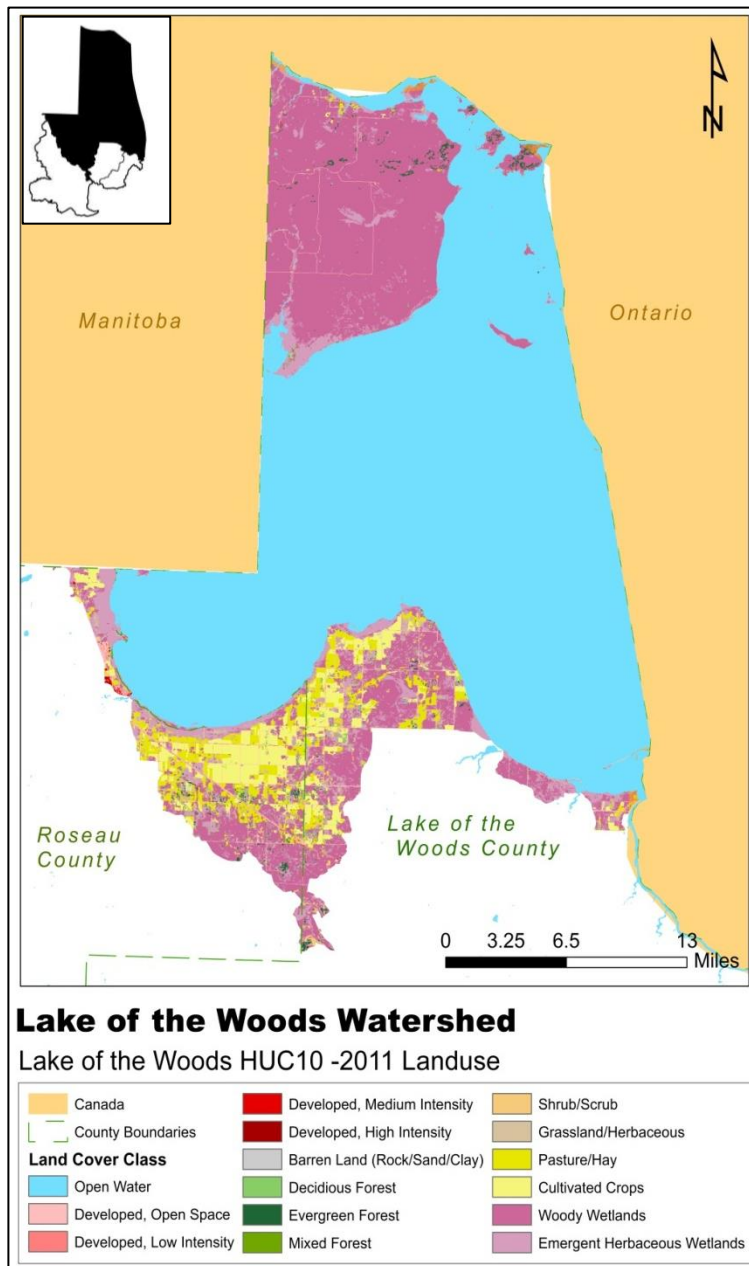 N
Manitoba
Ontario
Roseau
County
Lake of the
Woods County
0 3.25 6.5 13
Miles
Lake of the Woods Watershed
Lake of the Woods HUC10 -2011 Landuse
Canada
County Boundaries
Land Cover Class
Open Water
Developed, Open Space
Developed, Low Intensity
Developed, Medium Intensity
Developed, High Intensity
Barren Land (Rock/Sand/Clay)
Decidious Forest
Evergreen Forest
Mixed Forest
Shrub/Scrub
Grassland/Herbaceous
Pasture/Hay
Cultivated Crops
Woody Wetlands
Emergent Herbaceous Wetlands